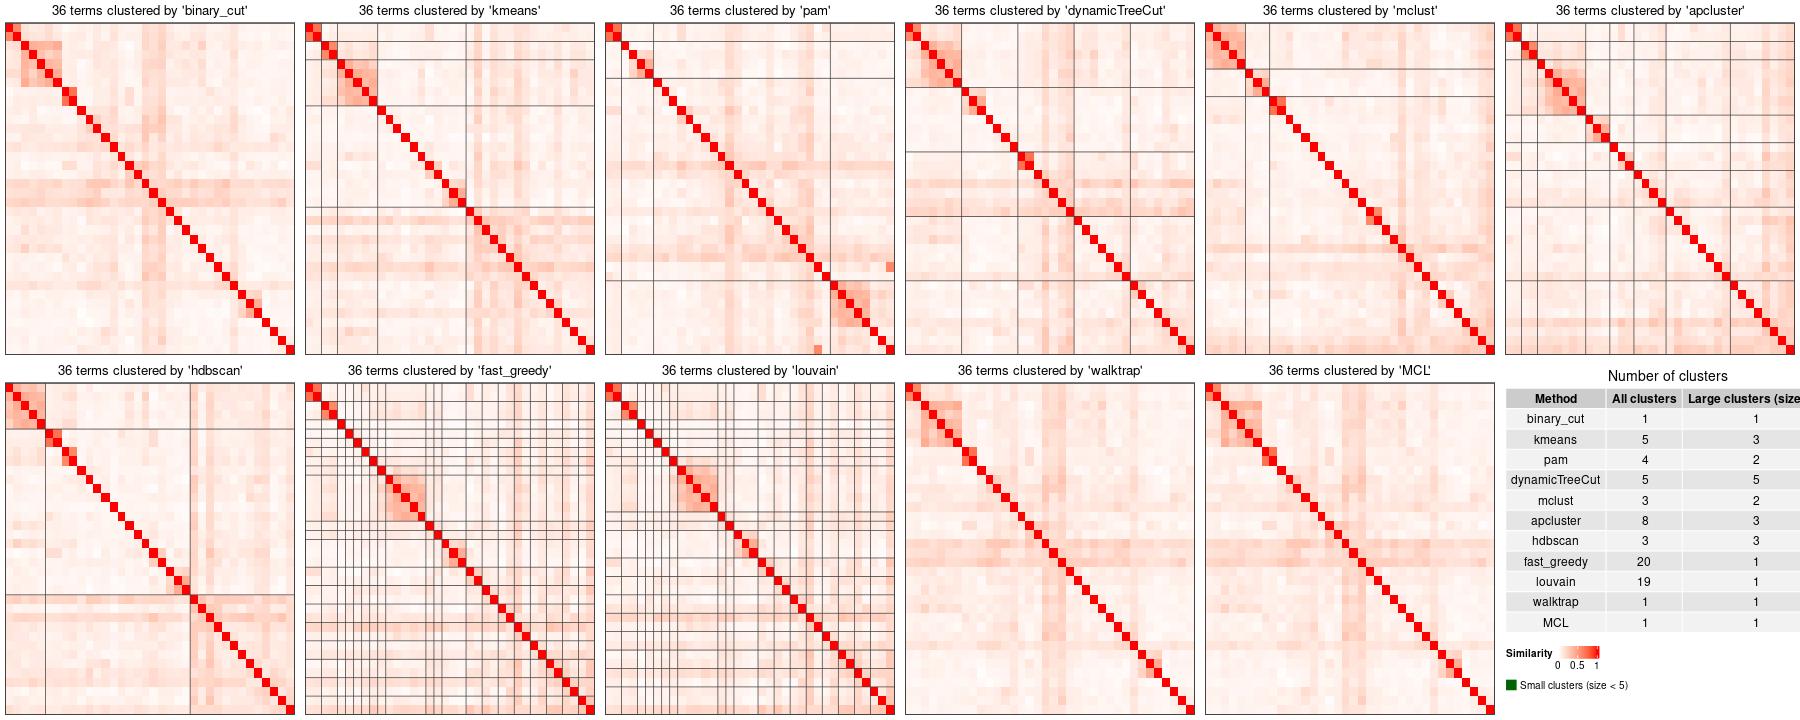 36 terms clustered by 'binary_cut'
36 terms clustered by 'kmeans'
36 terms clustered by 'pam'
36 terms clustered by 'dynamicTreeCut'
36 terms clustered by 'mclust'
36 terms clustered by 'apcluster'
36 terms clustered by 'hdbscan'
36 terms clustered by 'fast_greedy'
36 terms clustered by 'louvain'
36 terms clustered by 'walktrap'
36 terms clustered by 'MCL'
Number of clusters
Method All clusters Large clusters (size
binary_cut 1 1
kmeans 5 3
pam 4 2
dynamicTreeCut 5 5
mclust 3 2
apcluster 8 3
hdbscan 3 3
fast_greedy 20 1
louvain 19 1
walktrap 1 1
MCL 1 1
Similarity
0 0.5 1
Small clusters (size < 5)